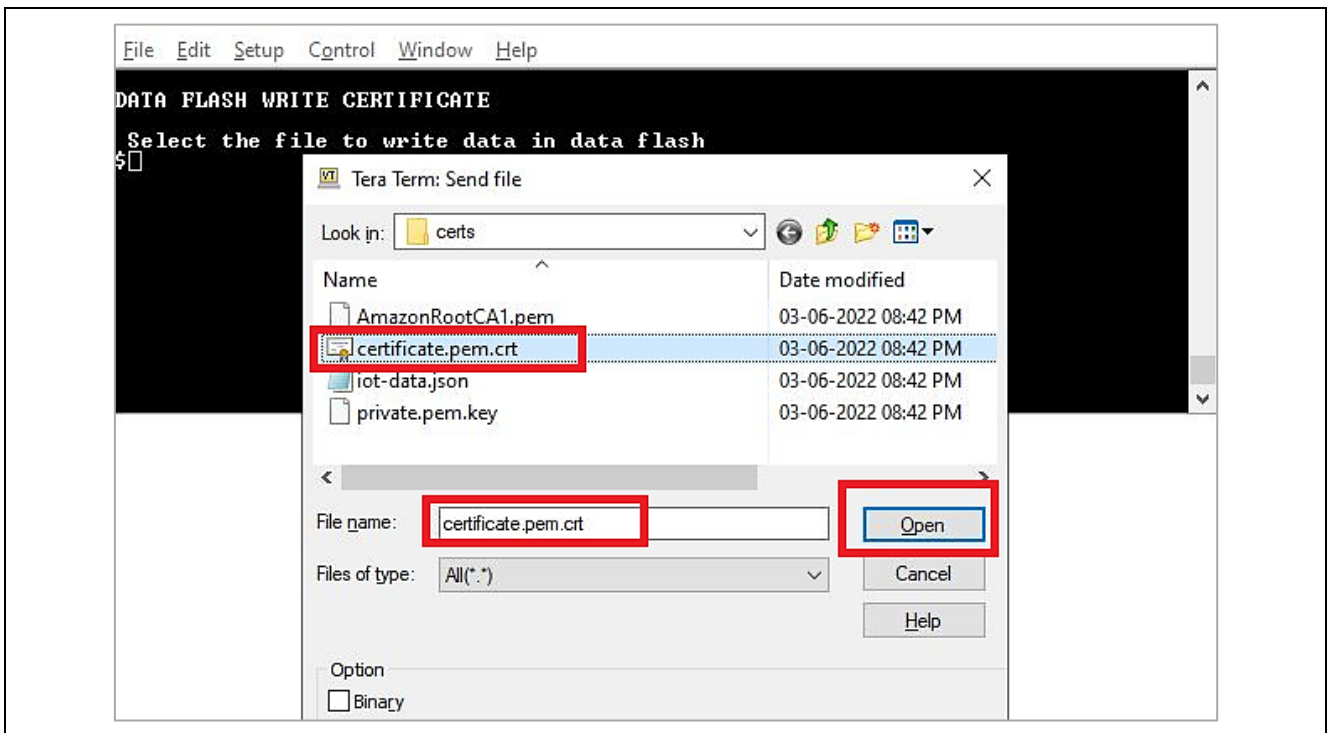 File Edit Setup Control Window Help
DATA FLASH WRITE CERTIFICATE
Select the file to write data in data flash
$
VT Tera Term: Send file
Look in: certs
Name Date modified
AmazonRootCA1.pem 03-06-2022 08:42 PM
certificate.pem.crt 03-06-2022 08:42 PM
iot-data.json 03-06-2022 08:42 PM
private.pem.key 03-06-2022 08:42 PM
File name: certificate.pem.crt Open
Files of type: All(*.*) Cancel
Help
Option
Binary